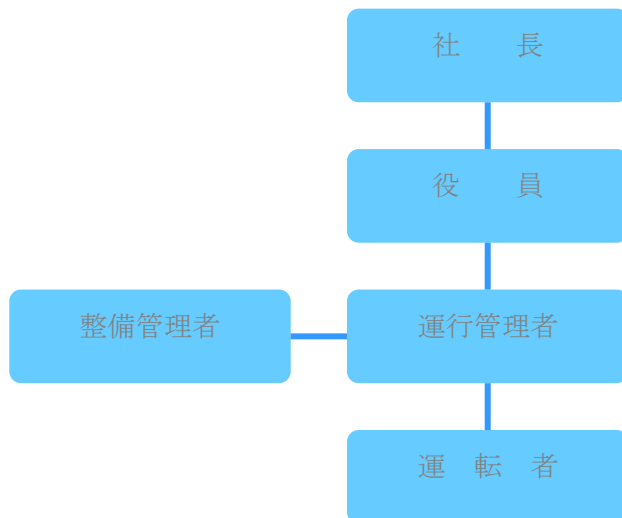 社　　長
役　　員
整備管理者
運行管理者
運　転　者